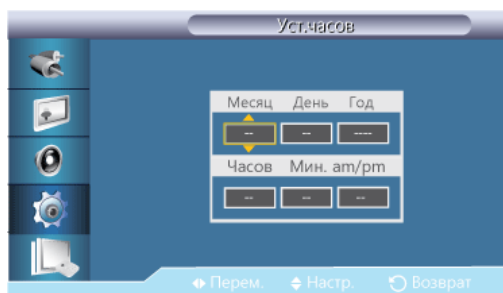 Уст.часов
Месяц День Год
-- -- ----
Часов Мин. am/pm
-- -- --
Перем. Настр. Возврат